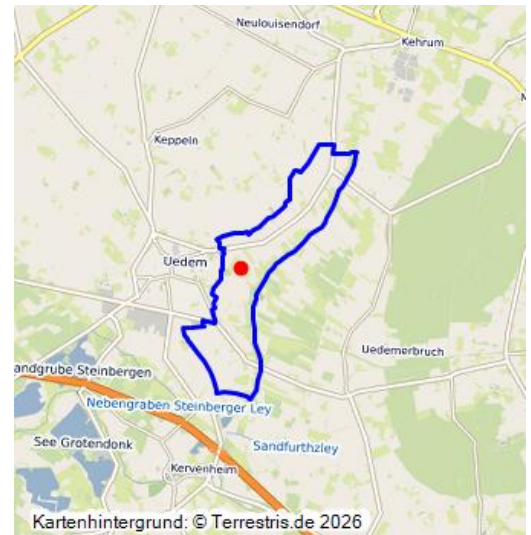 Neulouisendorf
Kehrum
Keppeln
Uedem
Uedemerbruch
andgrube Steinbergen
Nebengraben Steinberger Ley
See Grotendonk
Sandfurthzley
Kervenheim
Kartenhintergrund: © Terrestris.de 2026